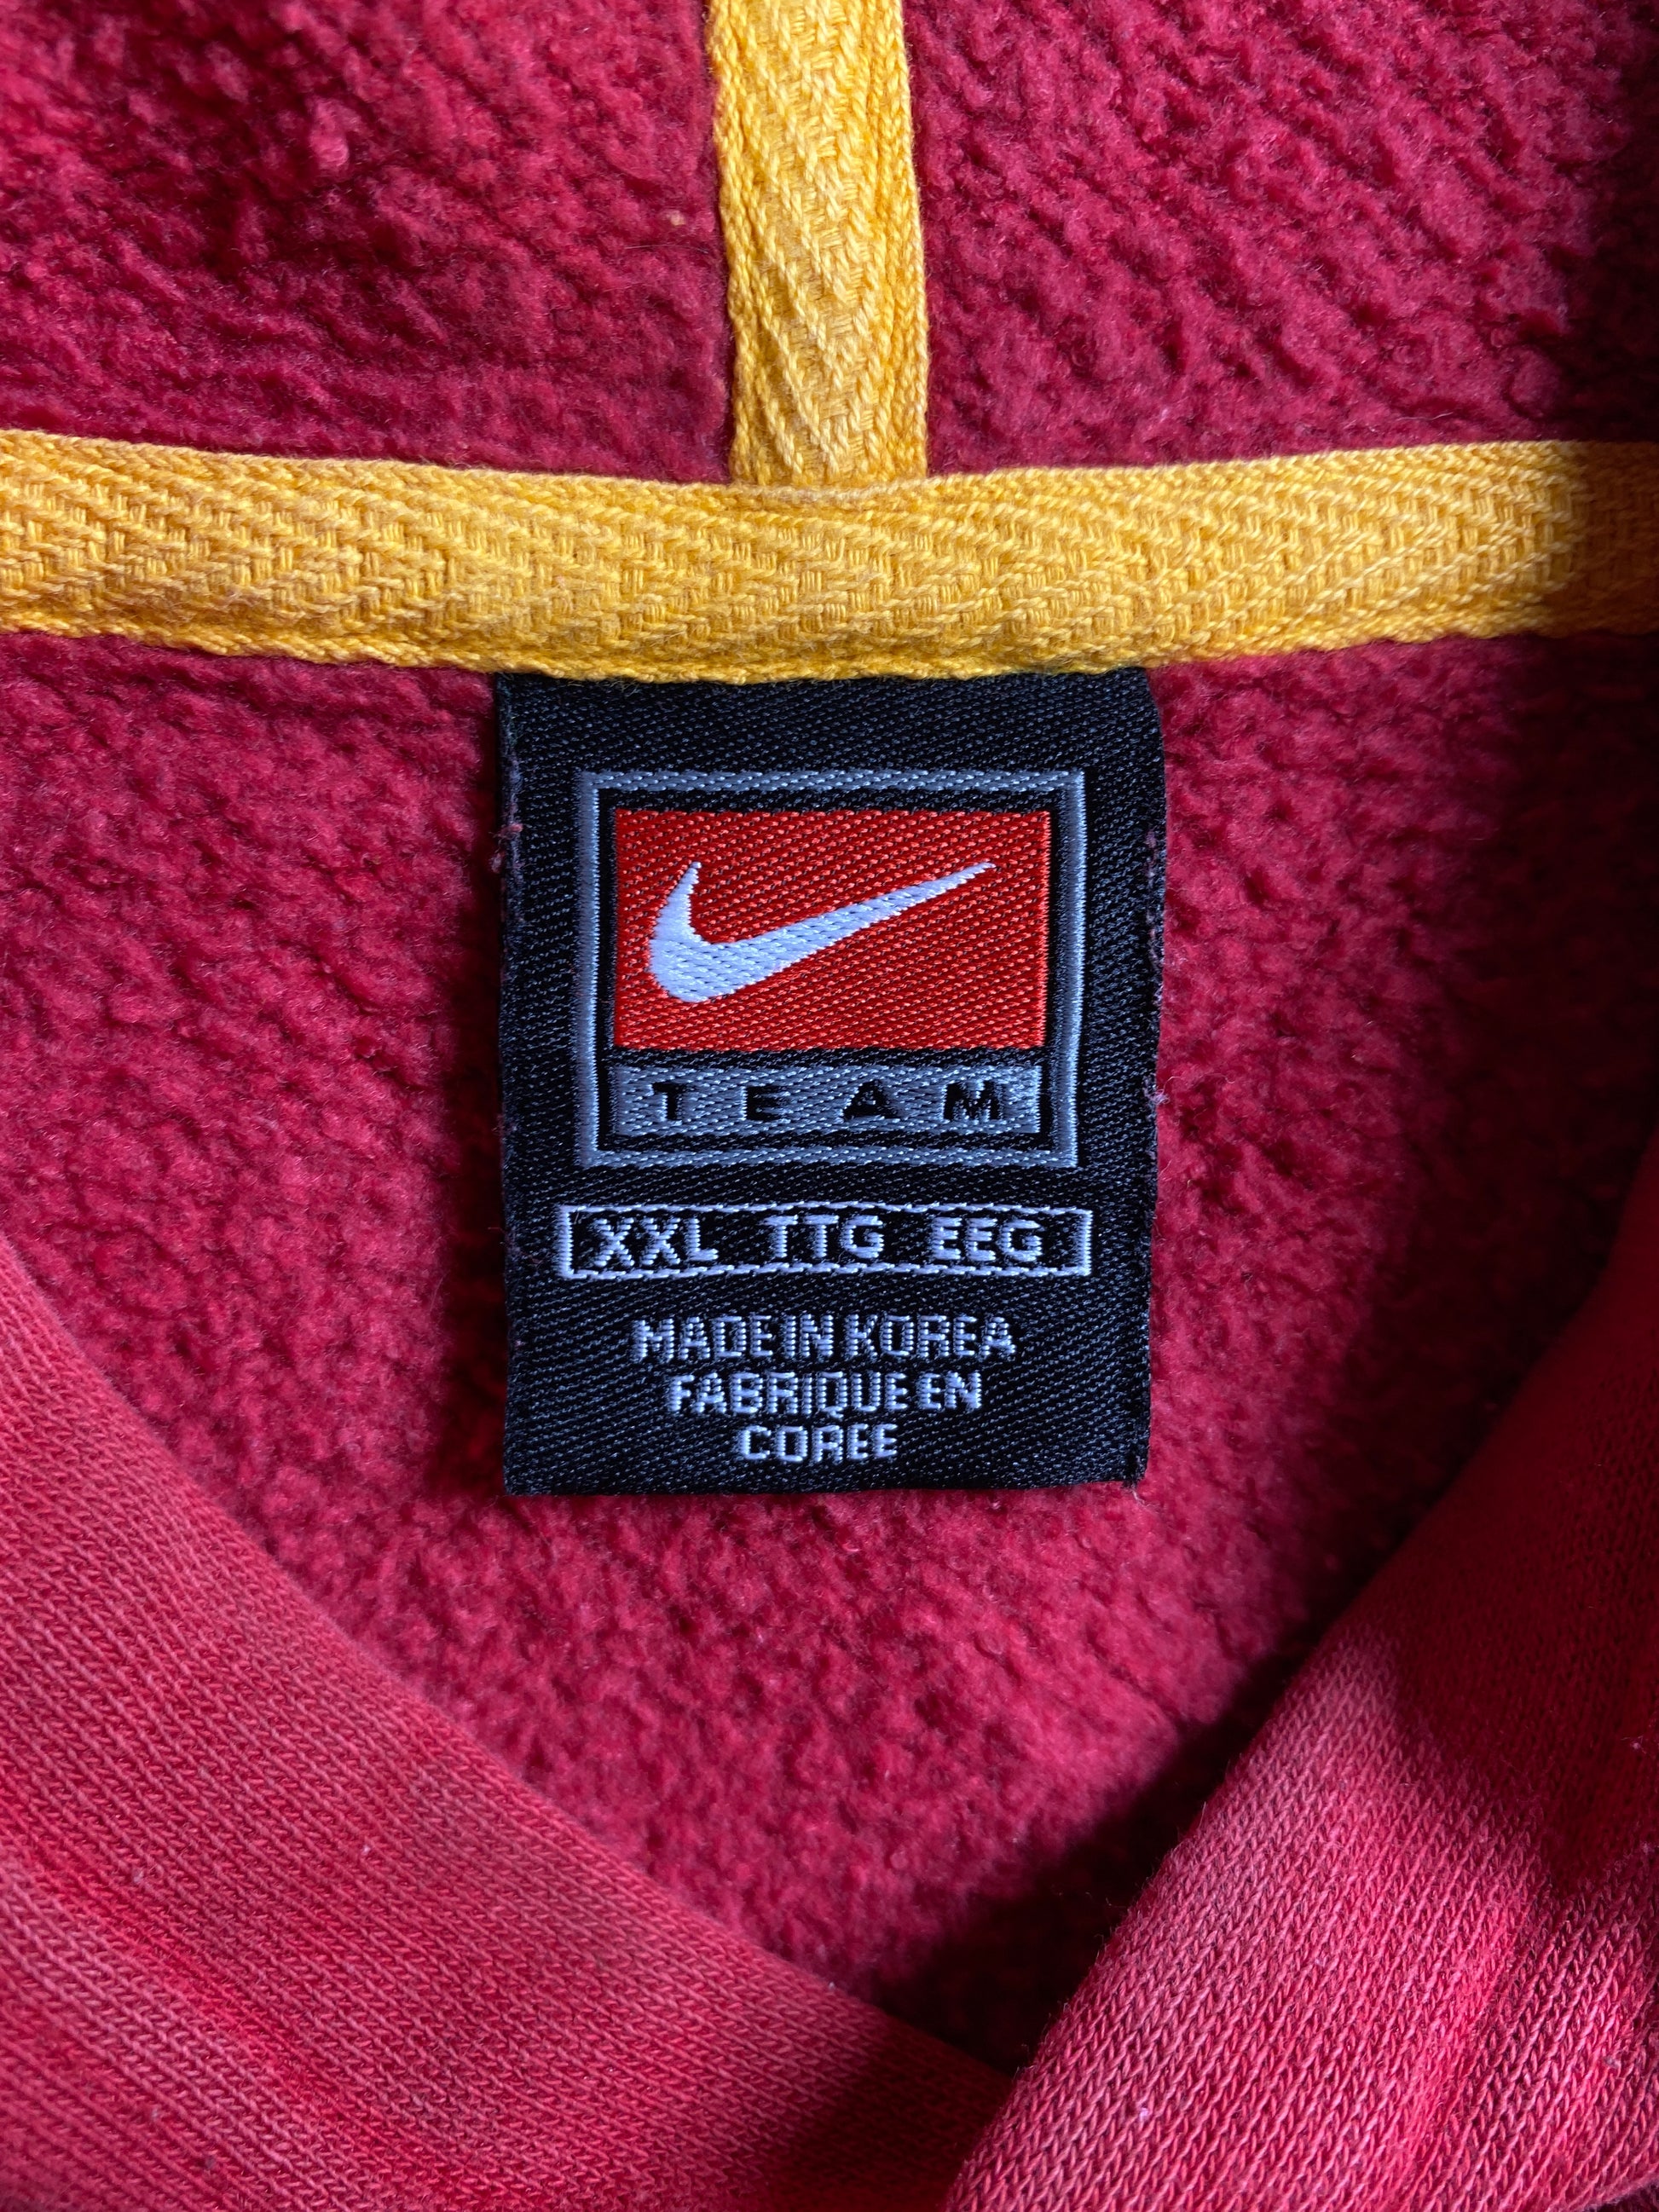 TEAM
XXL TTG EEG
MADE IN KOREA
FABRIQUE EN
COREE